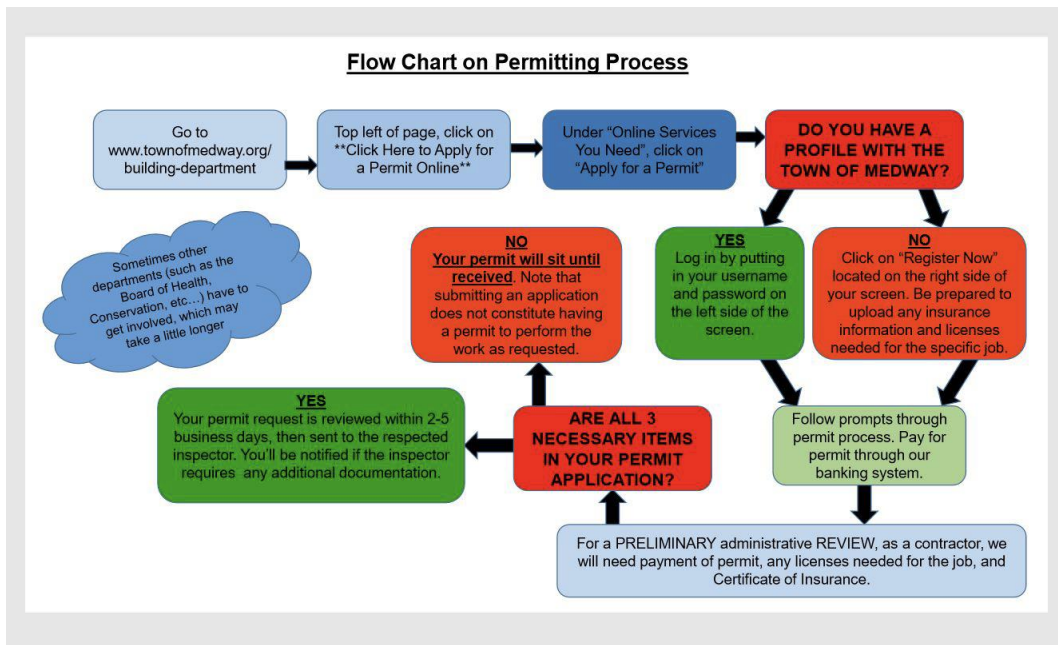 Flow Chart on Permitting Process
Go to
www.townofmedway.org/
building-department
Top left of page, click on
**Click Here to Apply for
a Permit Online**
Under “Online Services
You Need”, click on
“Apply for a Permit”
DO YOU HAVE A
PROFILE WITH THE
TOWN OF MEDWAY?
YES
Log in by putting
in your username
and password on
the left side of the
screen.
NO
Click on “Register Now”
located on the right side of
your screen. Be prepared to
upload any insurance
information and licenses
needed for the specific job.
Follow prompts through
permit process. Pay for
permit through our
banking system.
For a PRELIMINARY administrative REVIEW, as a contractor, we
will need payment of permit, any licenses needed for the job, and
Certificate of Insurance.
ARE ALL 3
NECESSARY ITEMS
IN YOUR PERMIT
APPLICATION?
NO
Your permit will sit until
received. Note that
submitting an application
does not constitute having
a permit to perform the
work as requested.
YES
Your permit request is reviewed within 2-5
business days, then sent to the respected
inspector. You’ll be notified if the inspector
requires any additional documentation.
Sometimes other
departments (such as the
Board of Health,
Conservation, etc…) have to
get involved, which may
take a little longer